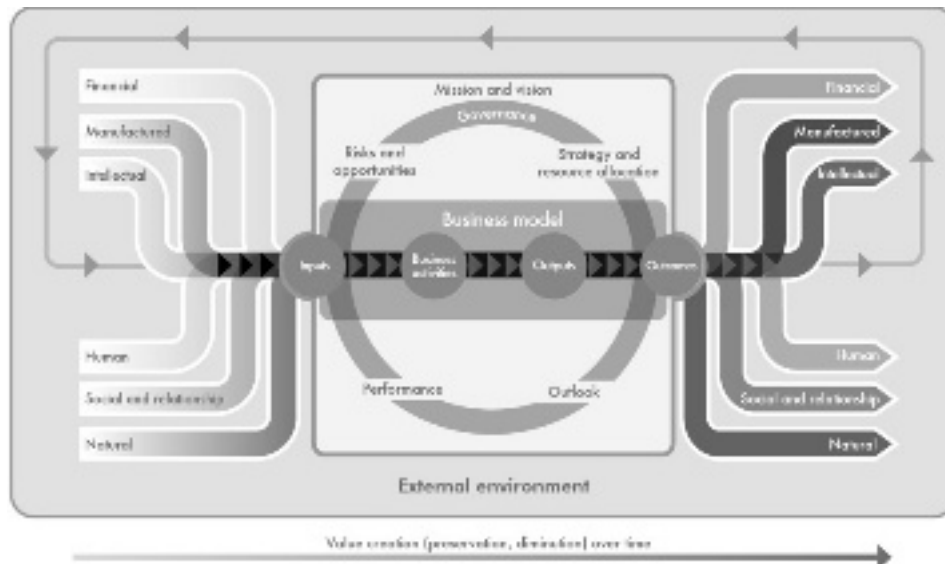 Financial
Manufactured
Intellectual
Human
Social and relationship
Natural
Mission and vision
Governance
Risks and
opportunities
Strategy and
resource allocation
Business model
Inputs
Business
activities
Outputs
Outcomes
Performance
Outlook
Financial
Manufactured
Intellectual
Human
Social and relationship
Natural
External environment
Value creation (preservation, diminution) over time